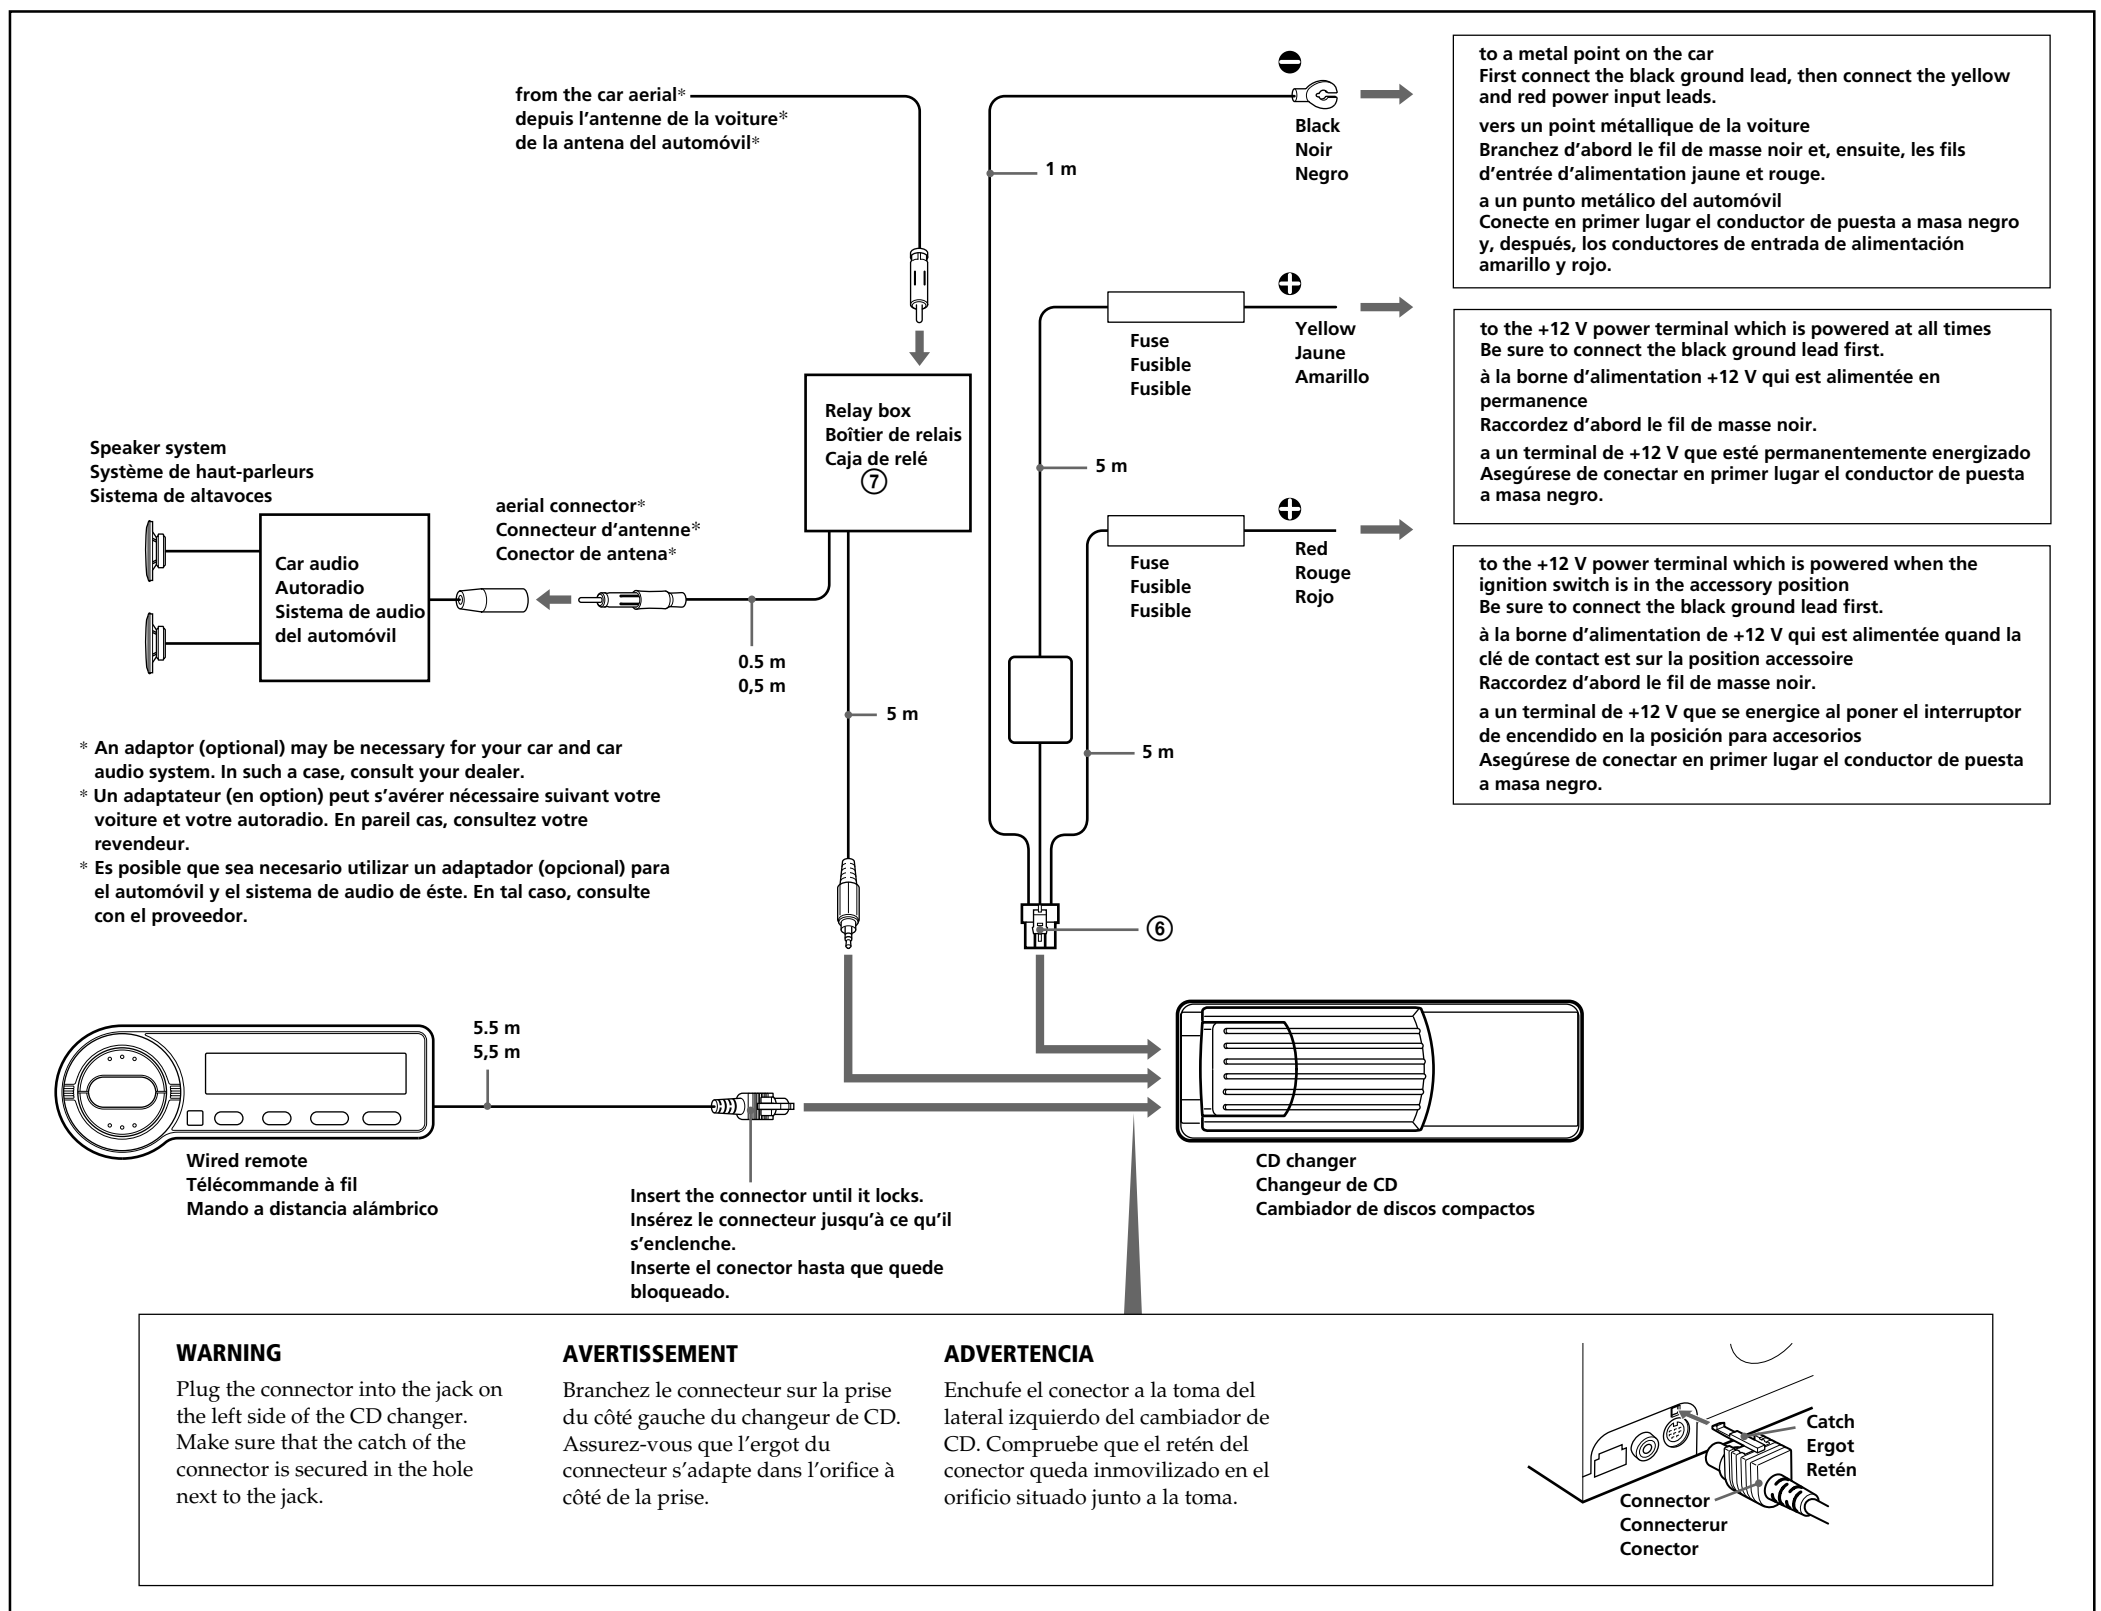 from the car aerial*
depuis l'antenne de la voiture*
de la antena del automóvil*
1 m
Black
Noir
Negro
to a metal point on the car
First connect the black ground lead, then connect the yellow
and red power input leads.
vers un point métallique de la voiture
Branchez d'abord le fil de masse noir et, ensuite, les fils
d'entrée d'alimentation jaune et rouge.
a un punto metálico del automóvil
Conecte en primer lugar el conductor de puesta a masa negro
y, después, los conductores de entrada de alimentación
amarillo y rojo.
Fuse
Fusible
Fusible
Yellow
Jaune
Amarillo
to the +12 V power terminal which is powered at all times
Be sure to connect the black ground lead first.
à la borne d'alimentation +12 V qui est alimentée en
permanence
Raccordez d'abord le fil de masse noir.
a un terminal de +12 V que esté permanentemente energizado
Asegúrese de conectar en primer lugar el conductor de puesta
a masa negro.
Relay box
Boîtier de relais
Caja de relé
⑦
5 m
Speaker system
Système de haut-parleurs
Sistema de altavoces
Car audio
Autoradio
Sistema de audio
del automóvil
aerial connector*
Connecteur d'antenne*
Conector de antena*
0.5 m
0,5 m
5 m
Fuse
Fusible
Fusible
Red
Rouge
Rojo
5 m
to the +12 V power terminal which is powered when the
ignition switch is in the accessory position
Be sure to connect the black ground lead first.
à la borne d'alimentation de +12 V qui est alimentée quand la
clé de contact est sur la position accessoire
Raccordez d'abord le fil de masse noir.
a un terminal de +12 V que se energice al poner el interruptor
de encendido en la posición para accesorios
Asegúrese de conectar en primer lugar el conductor de puesta
a masa negro.
* An adaptor (optional) may be necessary for your car and car
audio system. In such a case, consult your dealer.
* Un adaptateur (en option) peut s'avérer nécessaire suivant votre
voiture et votre autoradio. En pareil cas, consultez votre
revendeur.
* Es posible que sea necesario utilizar un adaptador (opcional) para
el automóvil y el sistema de audio de éste. En tal caso, consulte
con el proveedor.
⑥
5.5 m
5,5 m
Wired remote
Télécommande à fil
Mando a distancia alámbrico
Insert the connector until it locks.
Insérez le connecteur jusqu'à ce qu'il
s'enclenche.
Inserte el conector hasta que quede
bloqueado.
CD changer
Changeur de CD
Cambiador de discos compactos
WARNING
Plug the connector into the jack on
the left side of the CD changer.
Make sure that the catch of the
connector is secured in the hole
next to the jack.
AVERTISSEMENT
Branchez le connecteur sur la prise
du côté gauche du changeur de CD.
Assurez-vous que l'ergot du
connecteur s'adapte dans l'orifice à
côté de la prise.
ADVERTENCIA
Enchufe el conector a la toma del
lateral izquierdo del cambiador de
CD. Compruebe que el retén del
conector queda inmovilizado en el
orificio situado junto a la toma.
Catch
Ergot
Retén
Connector
Connecterur
Conector